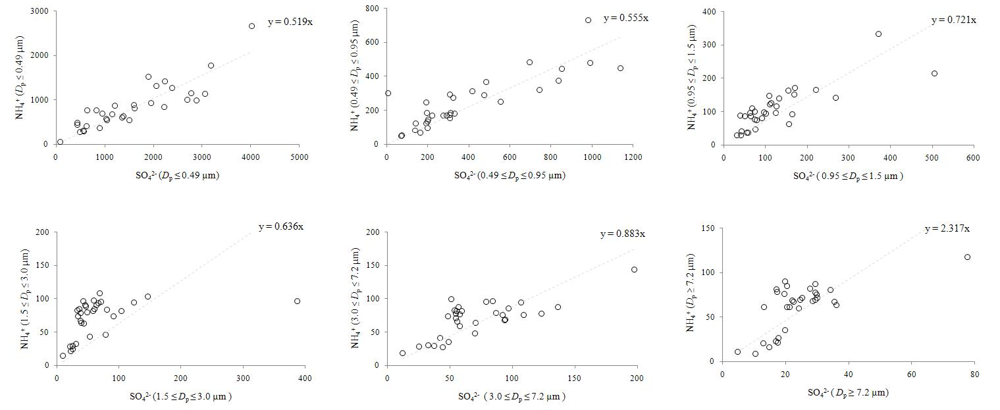 y = 0.519x
3000
2000
1000
0
0 1000 2000 3000 4000 5000
NH₄⁺ (Dₚ ≤ 0.49 μm)
SO₄²⁻ (Dₚ ≤ 0.49 μm)
y = 0.555x
800
600
400
200
0
0 200 400 600 800 1000 1200
NH₄⁺ (0.49 ≤ Dₚ ≤ 0.95 μm)
SO₄²⁻ (0.49 ≤ Dₚ ≤ 0.95 μm)
y = 0.721x
400
300
200
100
0
0 100 200 300 400 500 600
NH₄⁺ (0.95 ≤ Dₚ ≤ 1.5 μm)
SO₄²⁻ ( 0.95 ≤ Dₚ ≤ 1.5 μm )
y = 0.636x
200
150
100
50
0
0 100 200 300 400
NH₄⁺ (1.5 ≤ Dₚ ≤ 3.0 μm)
SO₄²⁻ (1.5 ≤ Dₚ ≤ 3.0 μm )
y = 0.883x
200
150
100
50
0
0 50 100 150 200
NH₄⁺ (3.0 ≤ Dₚ ≤ 7.2 μm)
SO₄²⁻ ( 3.0 ≤ Dₚ ≤ 7.2 μm )
y = 2.317x
150
100
50
0
0 20 40 60 80
NH₄⁺ (Dₚ ≥ 7.2 μm)
SO₄²⁻ ( Dₚ ≥ 7.2 μm)